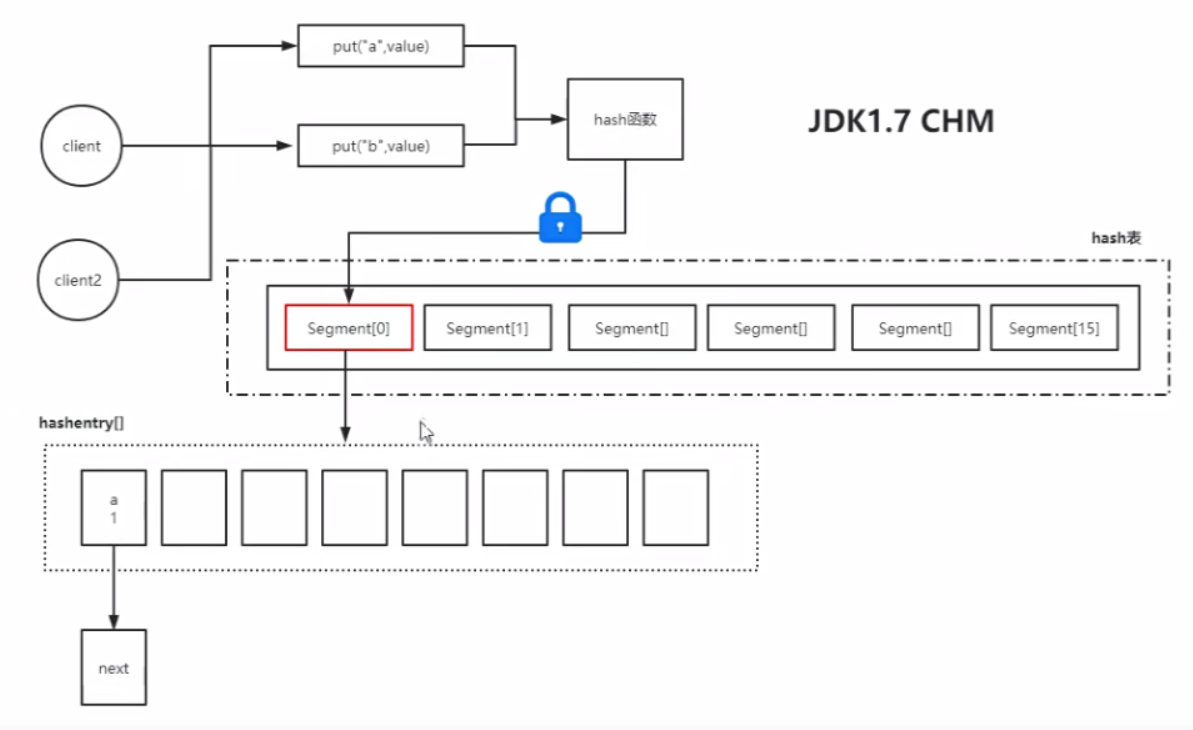 put("a",value)
JDK1.7 CHM
hash函数
client
put("b",value)
hash表
client2
Segment[0]
Segment[1]
Segment[]
Segment[]
Segment[]
Segment[15]
hashentry[]
a
1
next